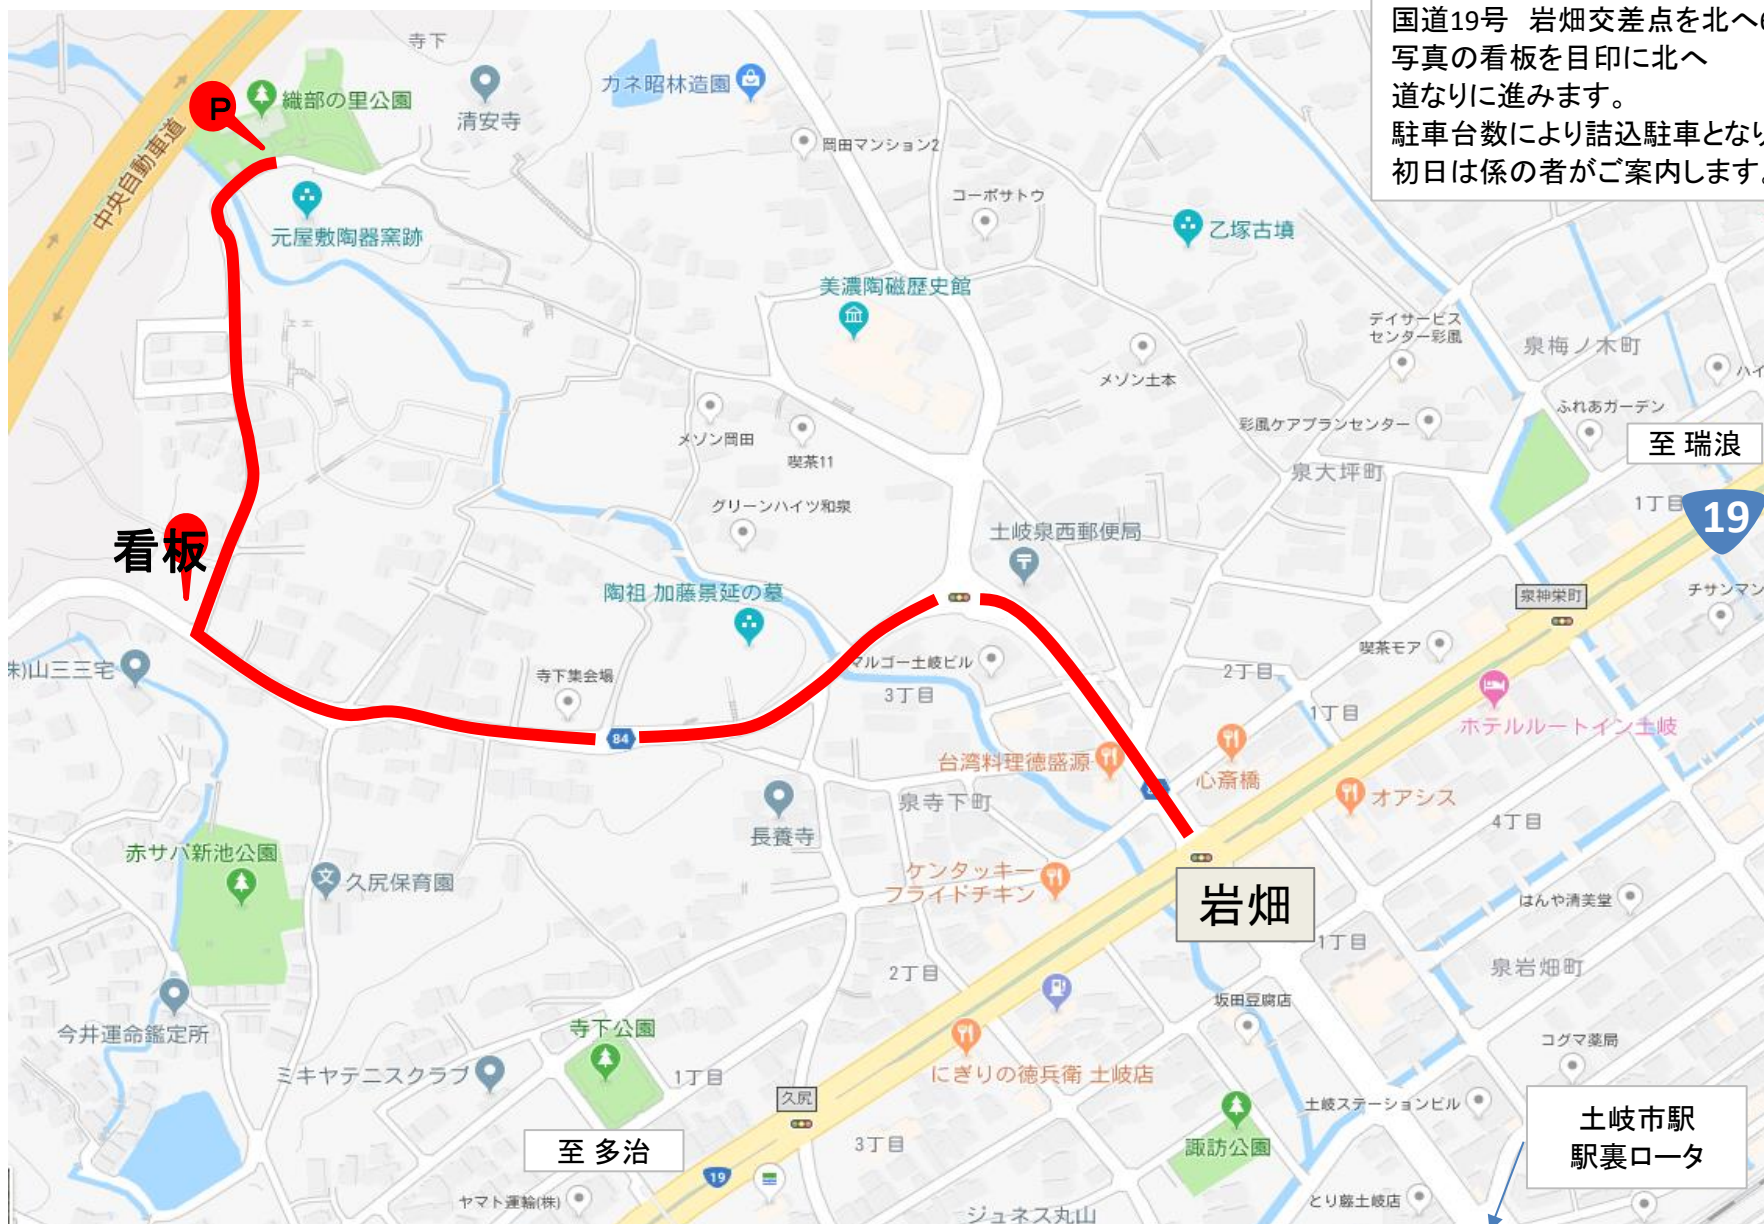 国道19号 岩畑交差点を北へ
写真の看板を目印に北へ
道なりに進みます。
駐車台数により詰込駐車とな
初日は係の者がご案内します。
寺下
カネ昭林造園
P
織部の里公園
清安寺
岡田マンション2
中央自動車道
コーポサトウ
元屋敷陶器窯跡
乙塚古墳
美濃陶磁歴史館
デイサービス
センター彩風
泉梅ノ木町
メゾン土本
ハイ
ふれあガーデン
彩風ケアプランセンター
メゾン岡田
喫茶11
至 瑞浪
泉大坪町
グリーンハイツ和泉
1丁目
19
土岐泉西郵便局
看板
陶祖 加藤景延の墓
泉神栄町
チサンマン
喫茶モア
株)山三三宅
マルゴー土岐ビル
寺下集会場
3丁目
2丁目
1丁目
ホテルルートイン土岐
84
台湾料理徳盛源
心斎橋
オアシス
泉寺下町
4丁目
長養寺
赤サバ新池公園
久尻保育園
ケンタッキー
フライドチキン
岩畑
はんや清美堂
1丁目
泉岩畑町
2丁目
坂田豆腐店
今井運命鑑定所
寺下公園
コグマ薬局
ミキヤテニスクラブ
1丁目
にぎりの徳兵衛 土岐店
久尻
土岐ステーションビル
土岐市駅
駅裏ロータ
至 多治
3丁目
諏訪公園
19
ヤマト運輸(株)
ジュネス丸山
とり藤土岐店